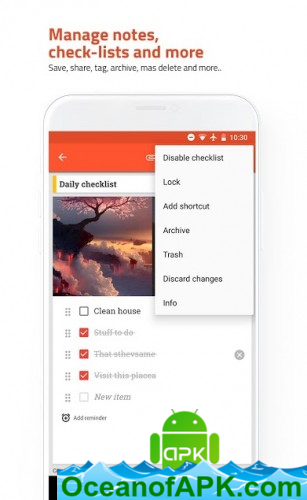 Manage notes,
check-lists and more
Save, share, tag, archive, mas delete and more..
10:30
Disable checklist
Daily checklist
Lock
Add shortcut
Archive
Trash
Discard changes
Info
Clean house
Stuff to do
That sthevsame
Visit this placea
New item
Add reminder
APK
OceanofAPK.com